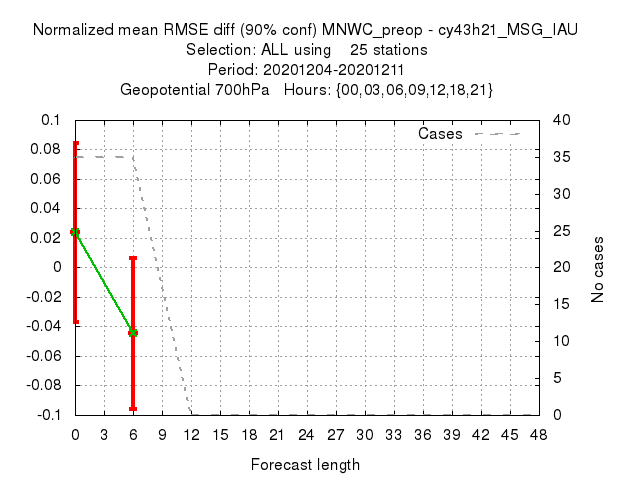 Normalized mean RMSE diff (90% conf) MNWC_preop - cy43h21_MSG_IAU
Selection: ALL using 25 stations
Period: 20201204-20201211
Geopotential 700hPa Hours: {00,03,06,09,12,18,21}
Cases
0.1
0.08
0.06
0.04
0.02
0
-0.02
-0.04
-0.06
-0.08
-0.1
40
35
30
25
20
15
10
5
0
No cases
0 3 6 9 12 15 18 21 24 27 30 33 36 39 42 45 48
Forecast length